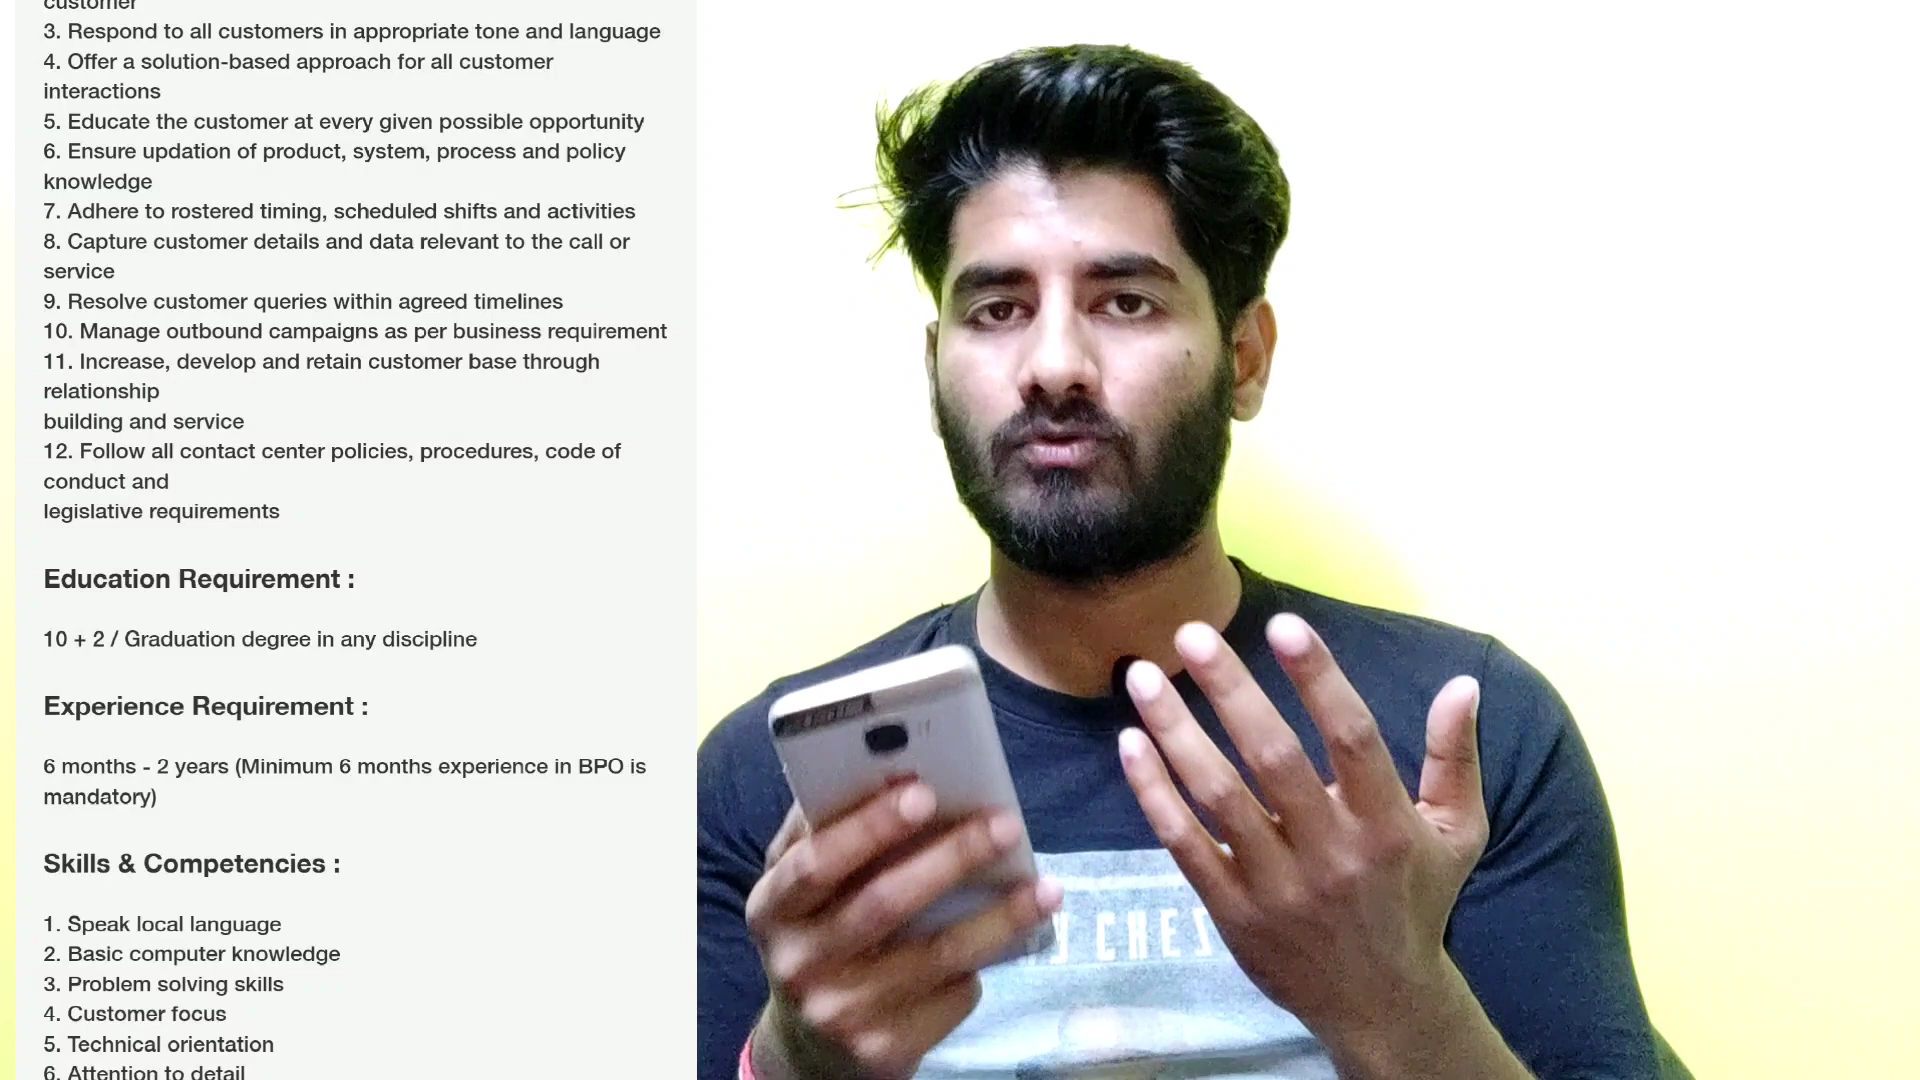 customer
3. Respond to all customers in appropriate tone and language
4. Offer a solution-based approach for all customer
interactions
5. Educate the customer at every given possible opportunity
6. Ensure updation of product, system, process and policy
knowledge
7. Adhere to rostered timing, scheduled shifts and activities
8. Capture customer details and data relevant to the call or
service
9. Resolve customer queries within agreed timelines
10. Manage outbound campaigns as per business requirement
11. Increase, develop and retain customer base through
relationship
building and service
12. Follow all contact center policies, procedures, code of
conduct and
legislative requirements
Education Requirement :
10 + 2 / Graduation degree in any discipline
Experience Requirement :
6 months - 2 years (Minimum 6 months experience in BPO is
mandatory)
Skills & Competencies :
1. Speak local language
2. Basic computer knowledge
3. Problem solving skills
4. Customer focus
5. Technical orientation
6. Attention to detail